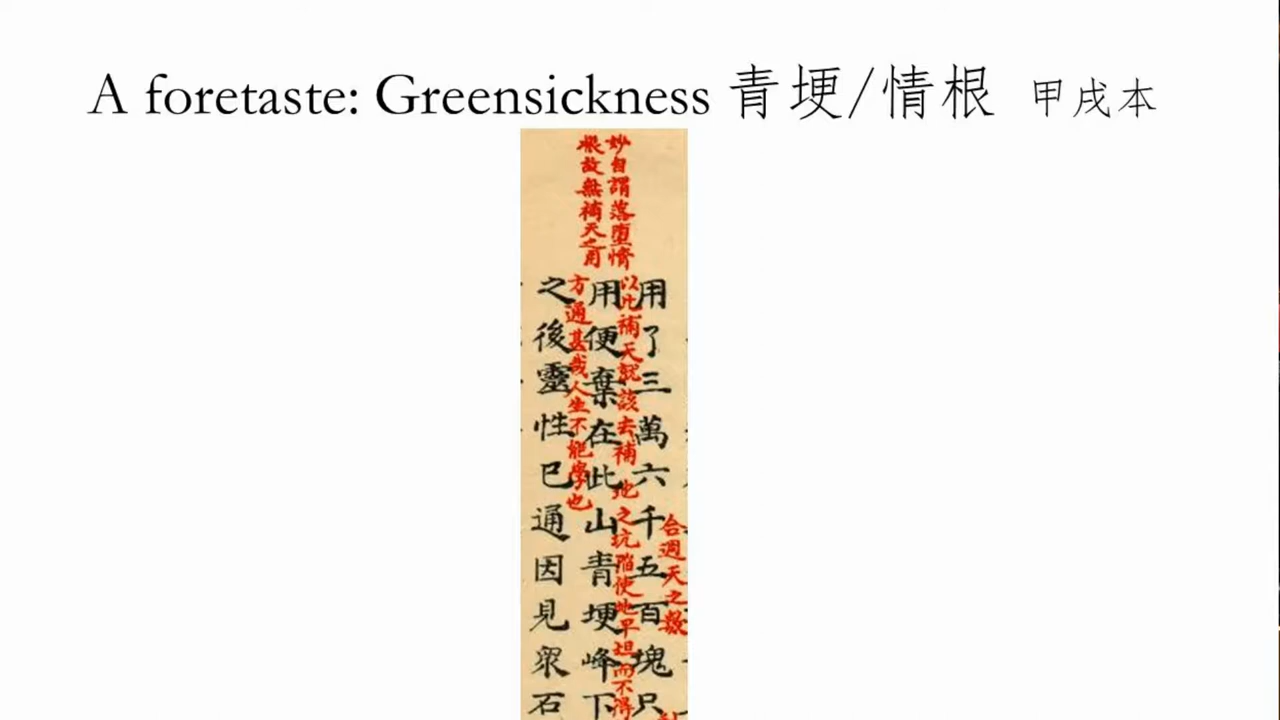 A foretaste: Greensickness 青埂/情根 甲戌本
妙自謂落堕情
根故無補天之用
合週天之數
用了三萬六千五百塊只
以此補天就該去補地之坑陷使地平坦而不得
用便棄在此山青埂峰下
方通甚哉人生不能學也
之後靈性已通因見衆石